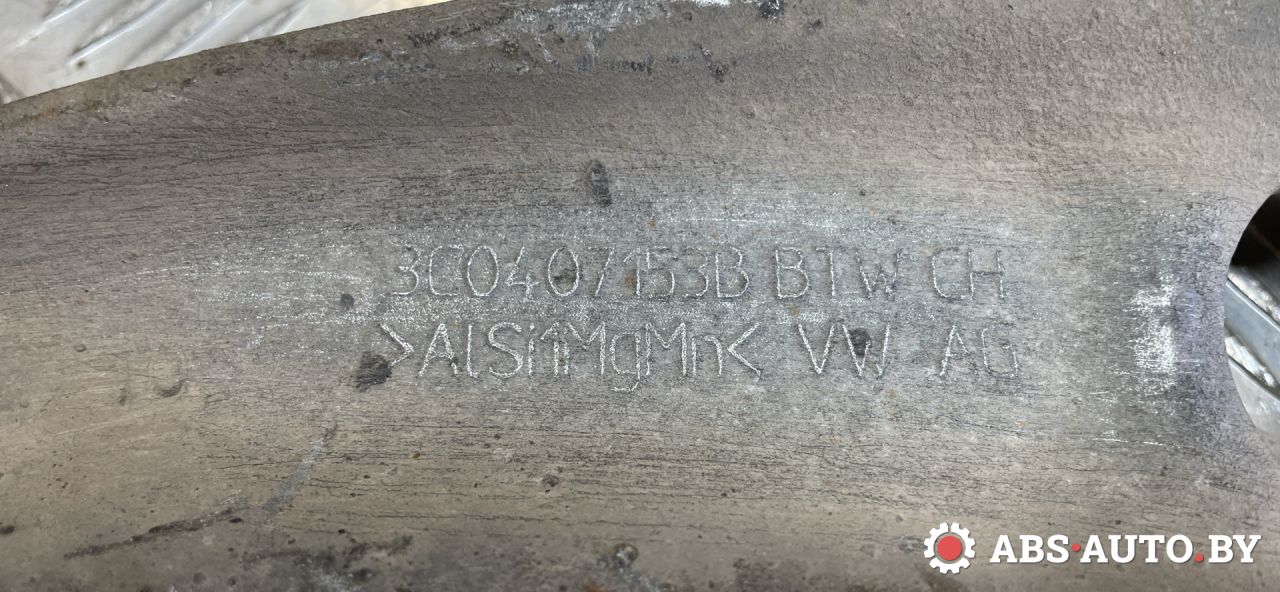 3C0407153B BTW CH
>AlSi1MgMn< VW AG
ABS·AUTO.BY